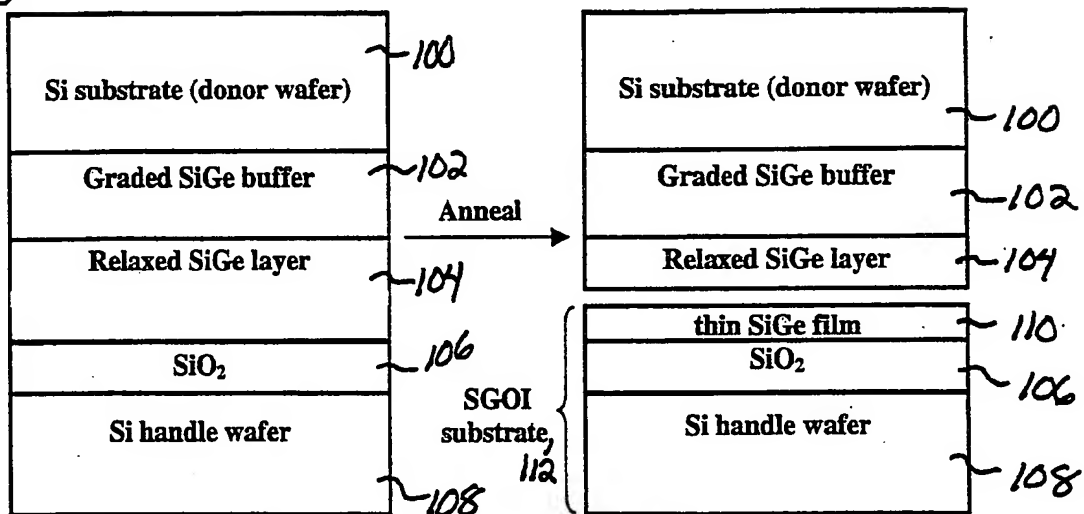 100
Si substrate (donor wafer)
Graded SiGe buffer
102
Relaxed SiGe layer
104
SiO₂
106
Si handle wafer
108
Anneal
Si substrate (donor wafer)
100
Graded SiGe buffer
102
Relaxed SiGe layer
104
thin SiGe film
110
SiO₂
106
SGOI
substrate,
112
Si handle wafer
108